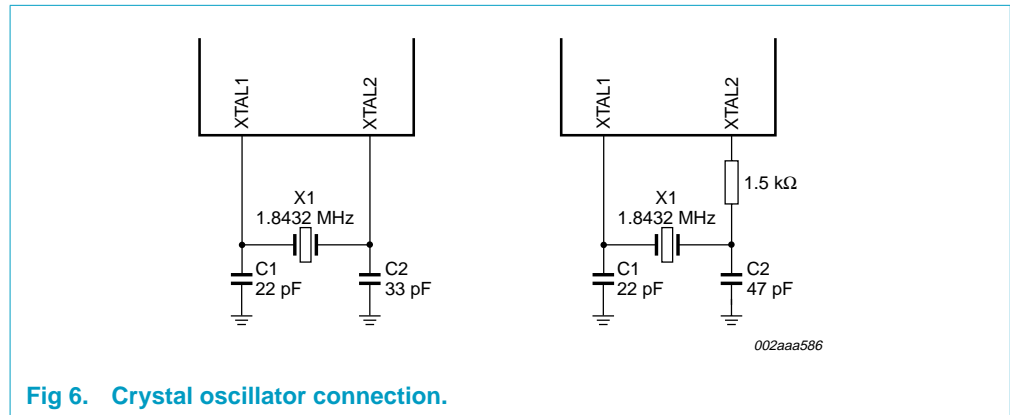 XTAL1
XTAL2
X1
1.8432 MHz
C1
22 pF
C2
33 pF
XTAL1
XTAL2
1.5 kΩ
X1
1.8432 MHz
C1
22 pF
C2
47 pF
002aaa586
Fig 6. Crystal oscillator connection.